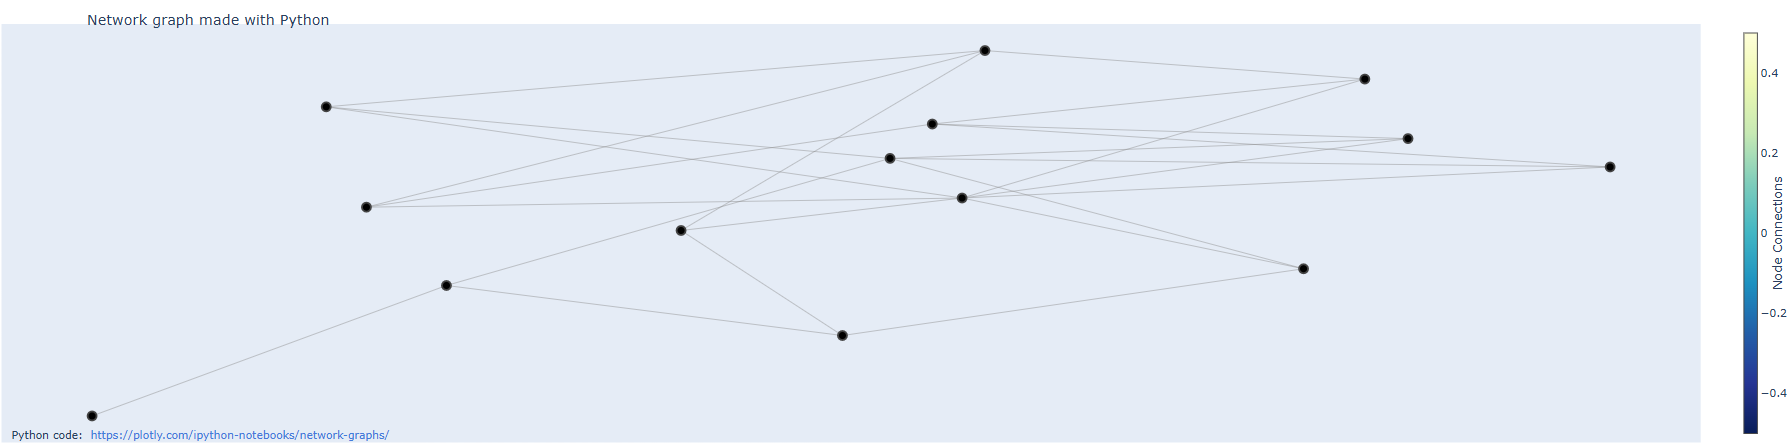 Network graph made with Python
0.4
0.2
0
−0.2
−0.4
Node Connections
Python code: https://plotly.com/ipython-notebooks/network-graphs/